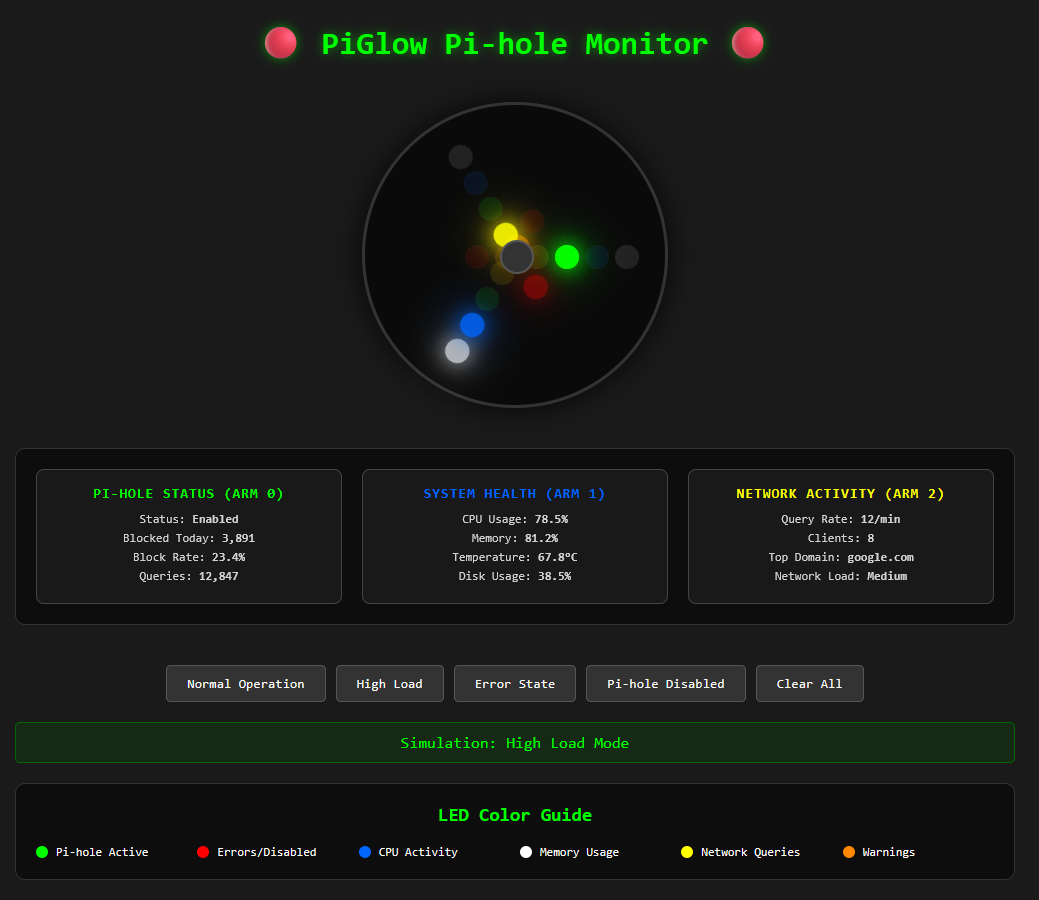 PiGlow Pi-hole Monitor
PI-HOLE STATUS (ARM 0)
Status: Enabled
Blocked Today: 3,891
Block Rate: 23.4%
Queries: 12,847
SYSTEM HEALTH (ARM 1)
CPU Usage: 78.5%
Memory: 81.2%
Temperature: 67.8°C
Disk Usage: 38.5%
NETWORK ACTIVITY (ARM 2)
Query Rate: 12/min
Clients: 8
Top Domain: google.com
Network Load: Medium
Normal Operation
High Load
Error State
Pi-hole Disabled
Clear All
Simulation: High Load Mode
LED Color Guide
Pi-hole Active
Errors/Disabled
CPU Activity
Memory Usage
Network Queries
Warnings